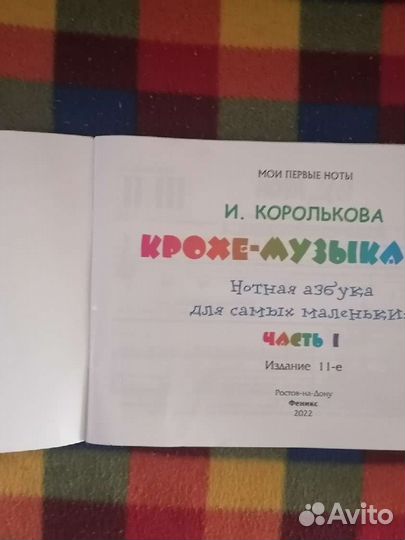 МОИ ПЕРВЫЕ НОТЫ
И. КОРОЛЬКОВА
КРОХЕ-МУЗЫКА
Нотная азбука
для самых маленьких
ЧАСТЬ I
Издание 11-е
Ростов-на-Дону
Феникс
2022
Avito